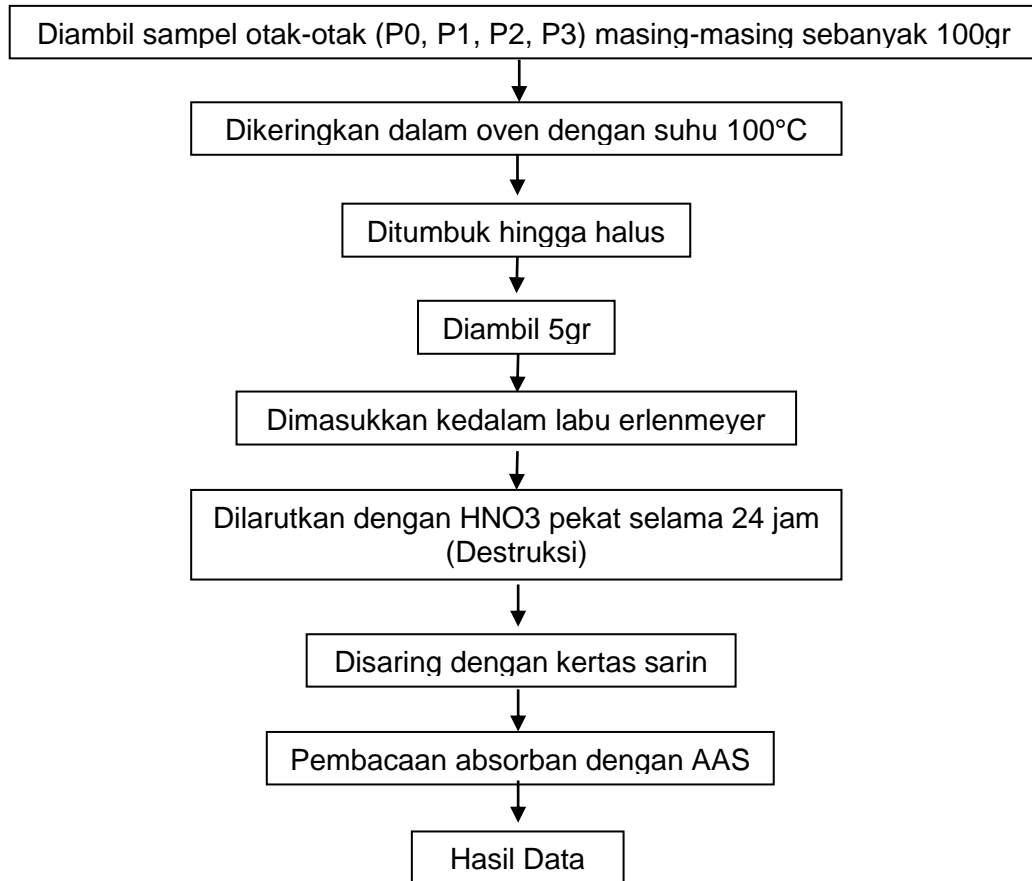 Diambil sampel otak-otak (P0, P1, P2, P3) masing-masing sebanyak 100gr
Dikeringkan dalam oven dengan suhu 100°C
Ditumbuk hingga halus
Diambil 5gr
Dimasukkan kedalam labu erlenmeyer
Dilarutkan dengan HNO3 pekat selama 24 jam
(Destruksi)
Disaring dengan kertas sarin
Pembacaan absorban dengan AAS
Hasil Data